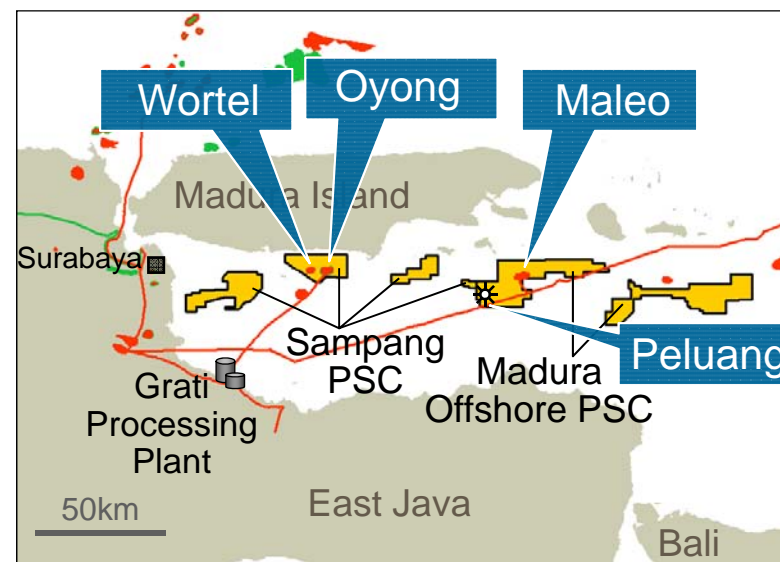 Wortel
Oyong
Maleo
Madura Island
Surabaya
Sampang
PSC
Peluang
Madura
Offshore PSC
Grati
Processing
Plant
East Java
50km
Bali